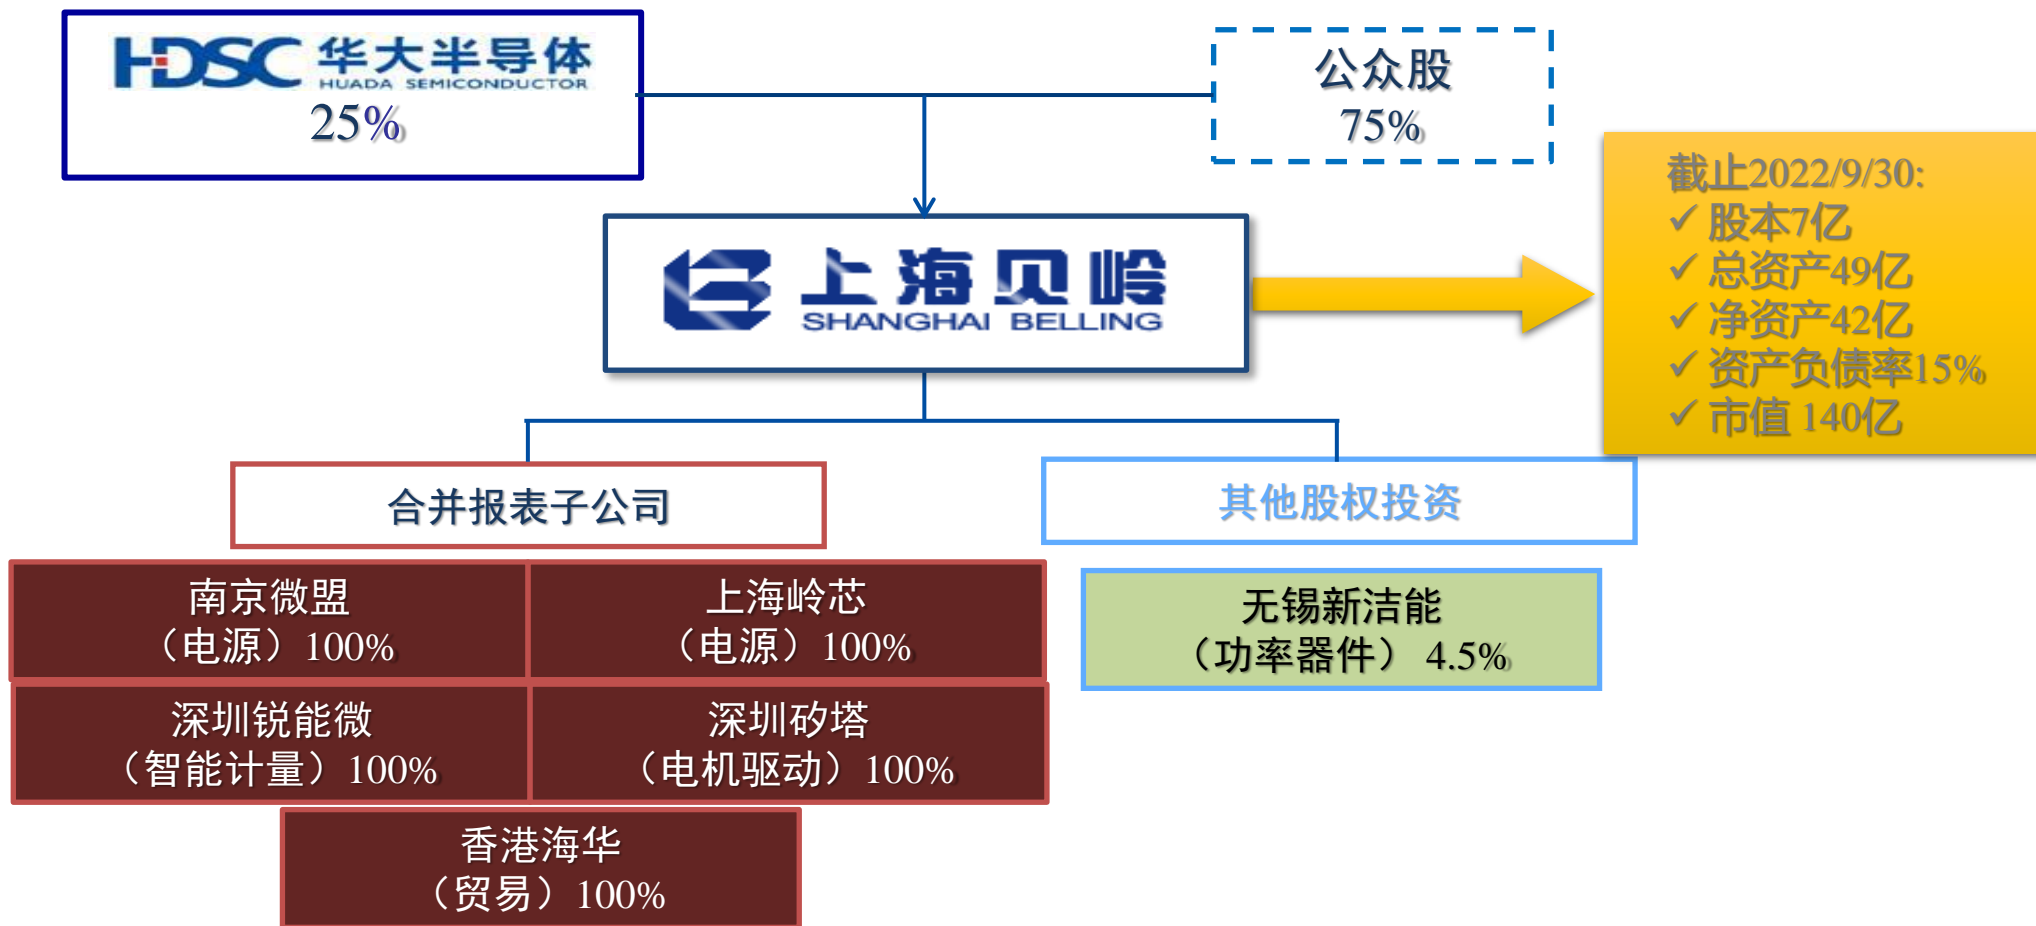 HDSC 华大半导体
HUADA SEMICONDUCTOR
25%
公众股
75%
截止2022/9/30:
✓ 股本7亿
✓ 总资产49亿
✓ 净资产42亿
✓ 资产负债率15%
✓ 市值 140亿
上海贝岭
SHANGHAI BELLING
合并报表子公司
其他股权投资
南京微盟
（电源）100%
上海岭芯
（电源）100%
无锡新洁能
（功率器件） 4.5%
深圳锐能微
（智能计量）100%
深圳矽塔
（电机驱动）100%
香港海华
（贸易）100%